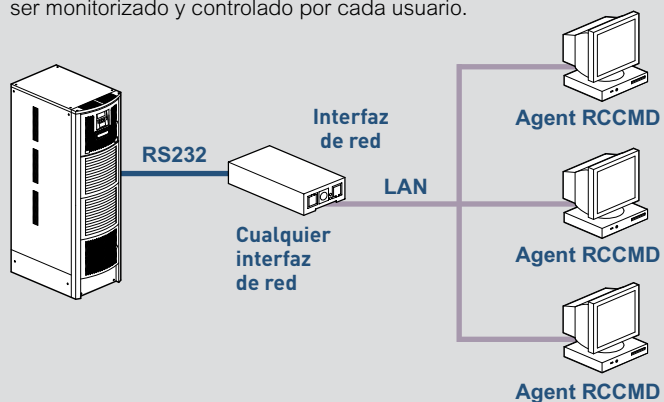 ser monitorizado y controlado por cada usuario.
Agent RCCMD
Interfaz
de red
RS232
LAN
Cualquier
interfaz
de red
Agent RCCMD
Agent RCCMD